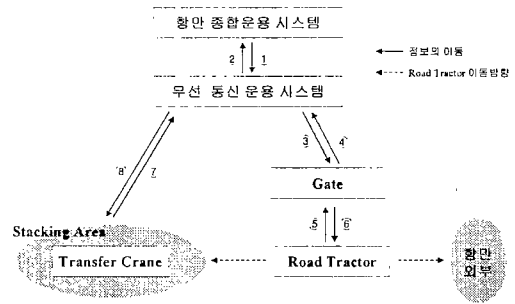 항만 종합운용 시스템
2 1
정보의 이동
Road Tractor 이동방향
무선 통신 운용 시스템
3 4
8 7
Gate
5 6
Stacking Area
Transfer Crane
Road Tractor
항만
외부